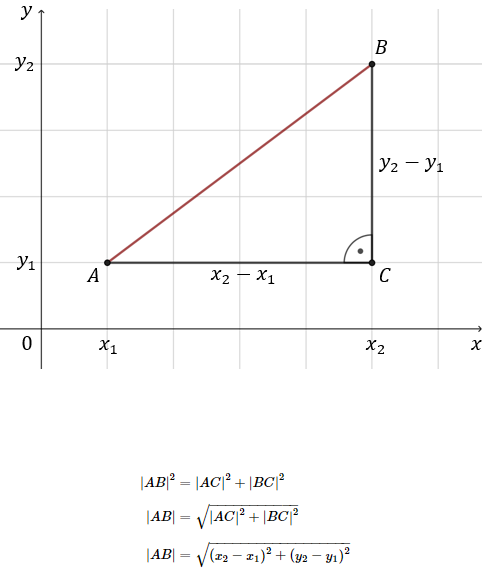 y
y₂
B
y₂ − y₁
y₁
A
x₂ − x₁
C
0
x₁
x₂
x
|AB|² = |AC|² + |BC|²
|AB| = √(|AC|² + |BC|²)
|AB| = √((x₂ − x₁)² + (y₂ − y₁)²)